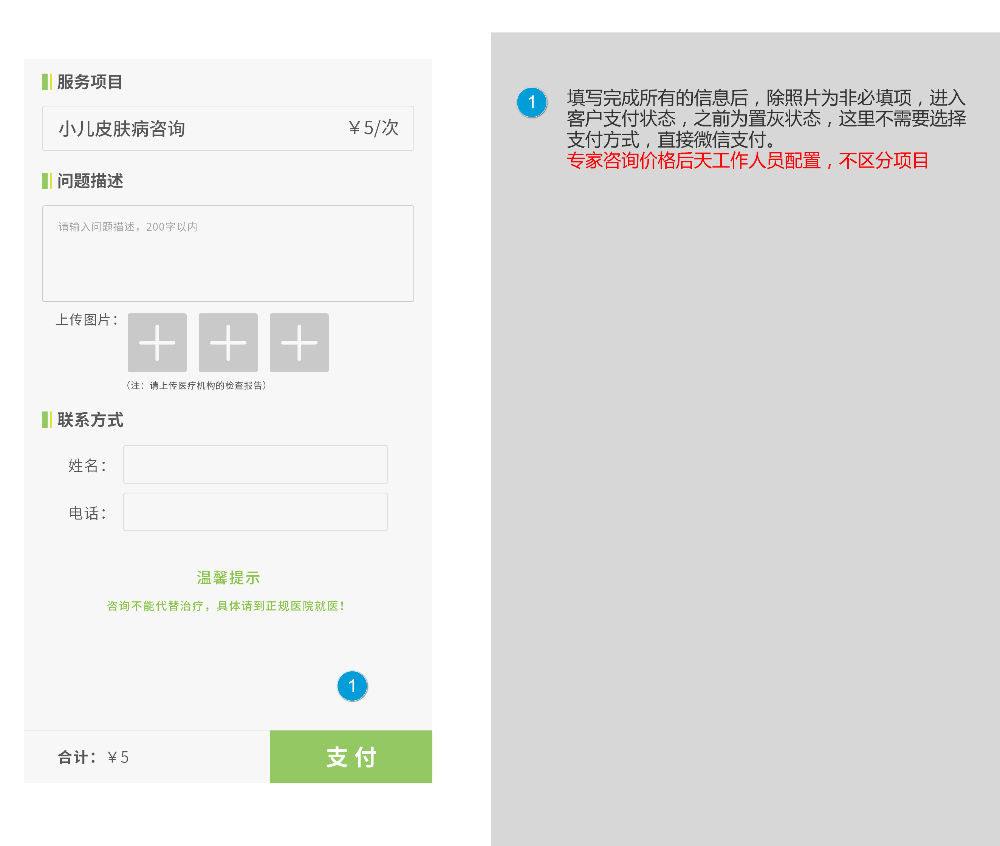 服务项目
小儿皮肤病咨询 ￥5/次
问题描述
请输入问题描述，200字以内
上传图片：
（注：请上传医疗机构的检查报告）
联系方式
姓名：
电话：
温馨提示
咨询不能代替治疗，具体请到正规医院就医！
1
合计：￥5
支付
1
填写完成所有的信息后，除照片为非必填项，进入
客户支付状态，之前为置灰状态，这里不需要选择
支付方式，直接微信支付。
专家咨询价格后天工作人员配置，不区分项目